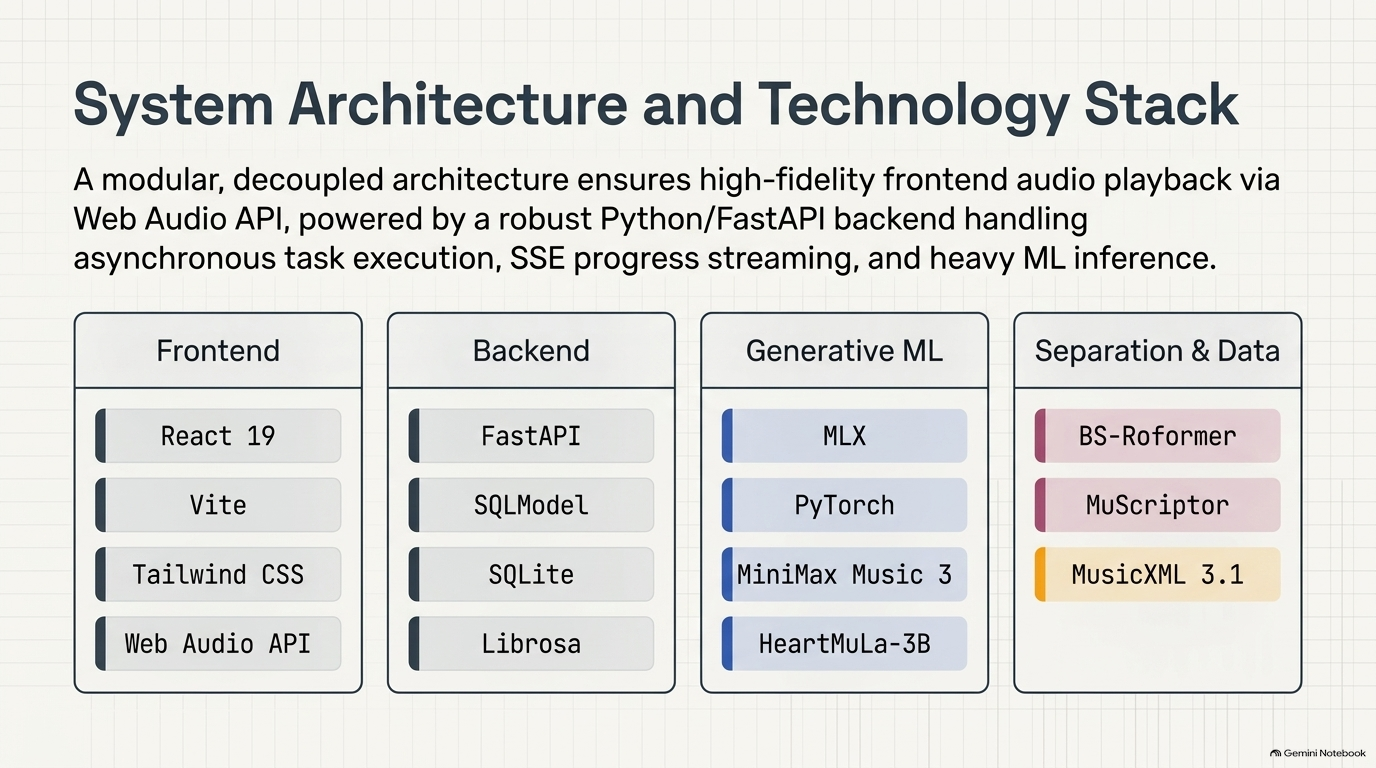 System Architecture and Technology Stack
A modular, decoupled architecture ensures high-fidelity frontend audio playback via
Web Audio API, powered by a robust Python/FastAPI backend handling
asynchronous task execution, SSE progress streaming, and heavy ML inference.
Frontend
React 19
Vite
Tailwind CSS
Web Audio API
Backend
FastAPI
SQLModel
SQLite
Librosa
Generative ML
MLX
PyTorch
MiniMax Music 3
HeartMuLa-3B
Separation & Data
BS-Roformer
MuScriptor
MusicXML 3.1
Gemini Notebook